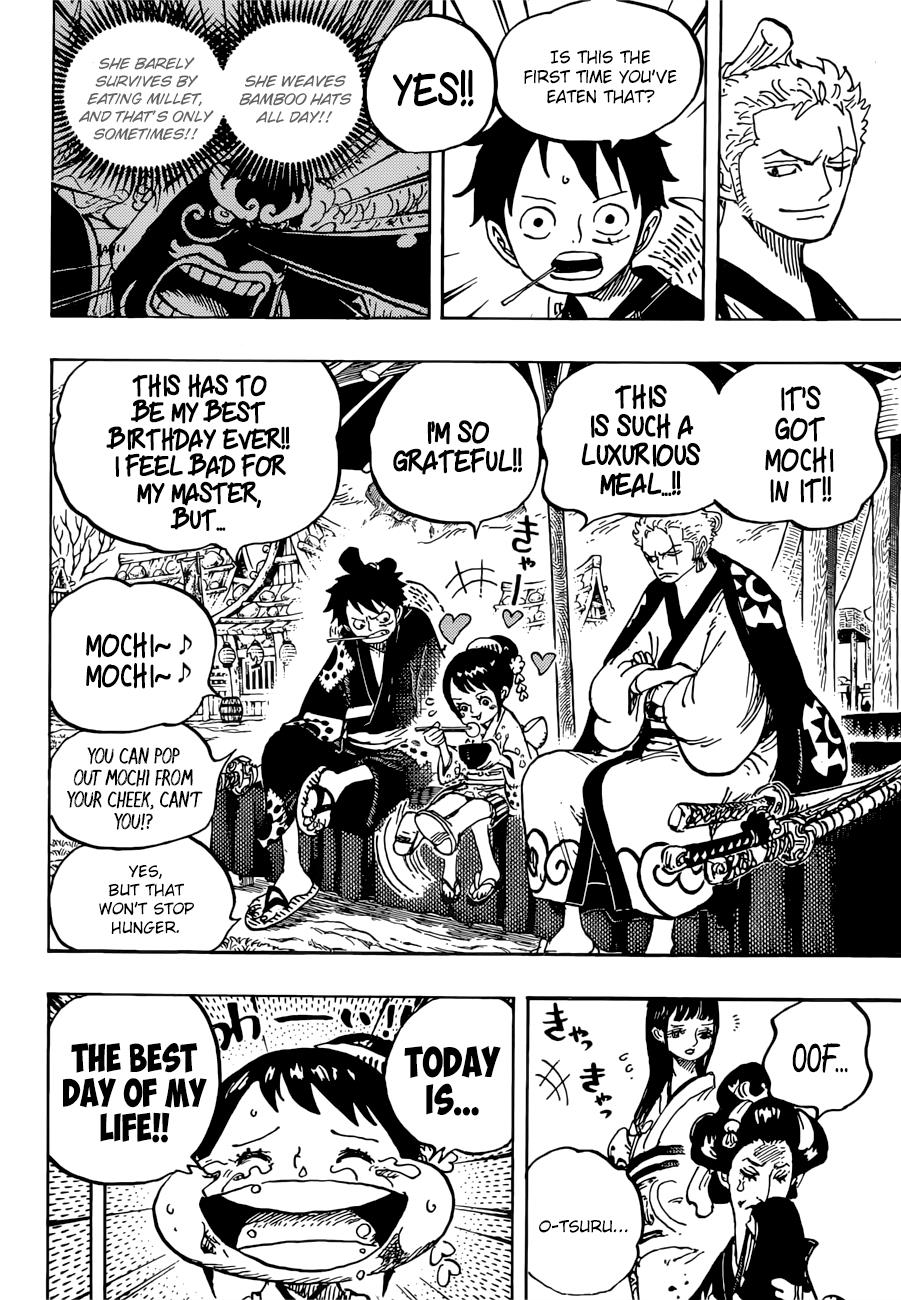 IS THIS THE
FIRST TIME YOU'VE
EATEN THAT?
YES!!
SHE WEAVES
BAMBOO HATS
ALL DAY!!
SHE BARELY
SURVIVES BY
EATING MILLET,
AND THAT'S ONLY
SOMETIMES!!
IT'S
GOT
MOCHI
IN IT!!
THIS
IS SUCH A
LUXURIOUS
MEAL...!!
I'M SO
GRATEFUL!!
きゃー
THIS HAS TO
BE MY BEST
BIRTHDAY EVER!!
I FEEL BAD FOR
MY MASTER,
BUT...
MOCHI~♪
MOCHI~♪
YOU CAN POP
OUT MOCHI FROM
YOUR CHEEK, CAN'T
YOU!?
YES,
BUT THAT
WON'T STOP
HUNGER.
OOF...
きゃっ
きゃっ
O-TSURU...
TODAY
IS...
THE BEST
DAY OF MY
LIFE!!